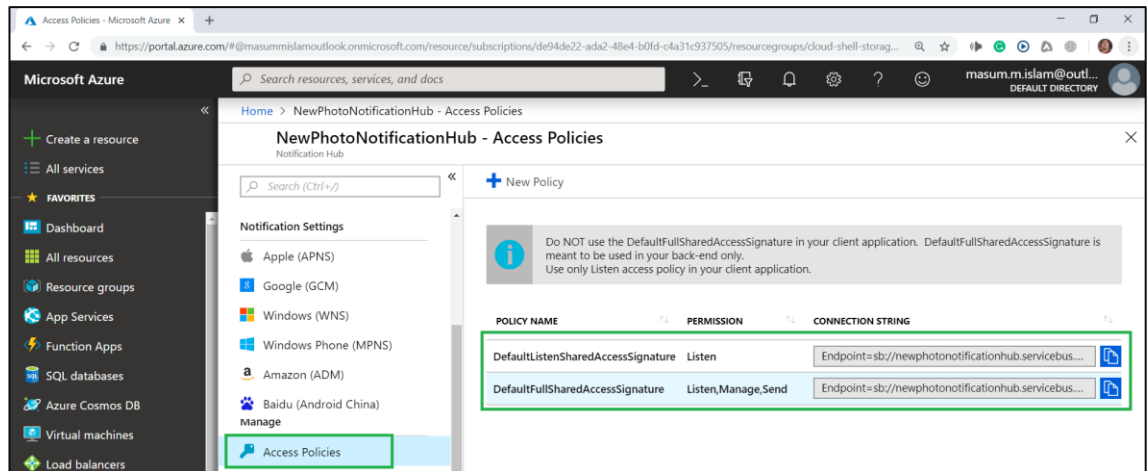 Access Policies - Microsoft Azure
https://portal.azure.com/#@masummislamoutlook.onmicrosoft.com/resource/subscriptions/de94de22-ada2-48e4-b0fd-c4a31c937505/resourcegroups/cloud-shell-storag...
Microsoft Azure
Search resources, services, and docs
masum.m.islam@outl...
DEFAULT DIRECTORY
Home > NewPhotoNotificationHub - Access Policies
NewPhotoNotificationHub - Access Policies
Notification Hub
Create a resource
All services
FAVORITES
Dashboard
All resources
Resource groups
App Services
Function Apps
SQL databases
Azure Cosmos DB
Virtual machines
Load balancers
Search (Ctrl+/)
Notification Settings
Apple (APNS)
Google (GCM)
Windows (WNS)
Windows Phone (MPNS)
Amazon (ADM)
Baidu (Android China)
Manage
Access Policies
New Policy
Do NOT use the DefaultFullSharedAccessSignature in your client application. DefaultFullSharedAccessSignature is
meant to be used in your back-end only.
Use only Listen access policy in your client application.
POLICY NAME PERMISSION CONNECTION STRING
DefaultListenSharedAccessSignature Listen Endpoint=sb://newphotonotificationhub.servicebus....
DefaultFullSharedAccessSignature Listen,Manage,Send Endpoint=sb://newphotonotificationhub.servicebus....